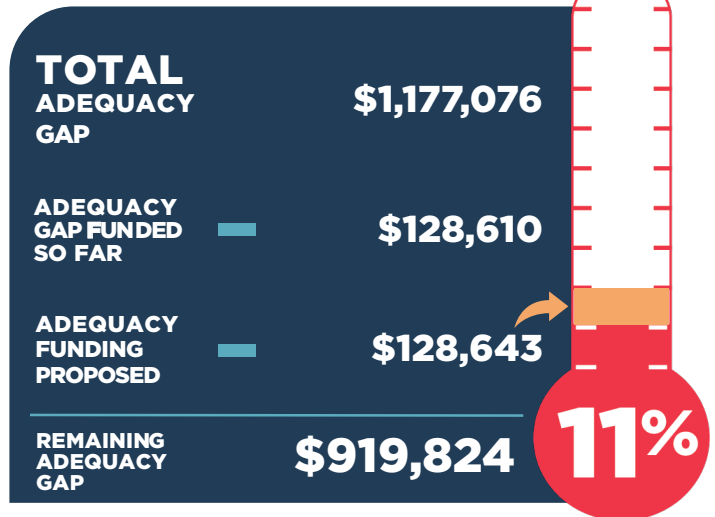 TOTAL
ADEQUACY
GAP
$1,177,076
ADEQUACY
GAP FUNDED
SO FAR
$128,610
ADEQUACY
FUNDING
PROPOSED
$128,643
REMAINING
ADEQUACY
GAP
$919,824
11%